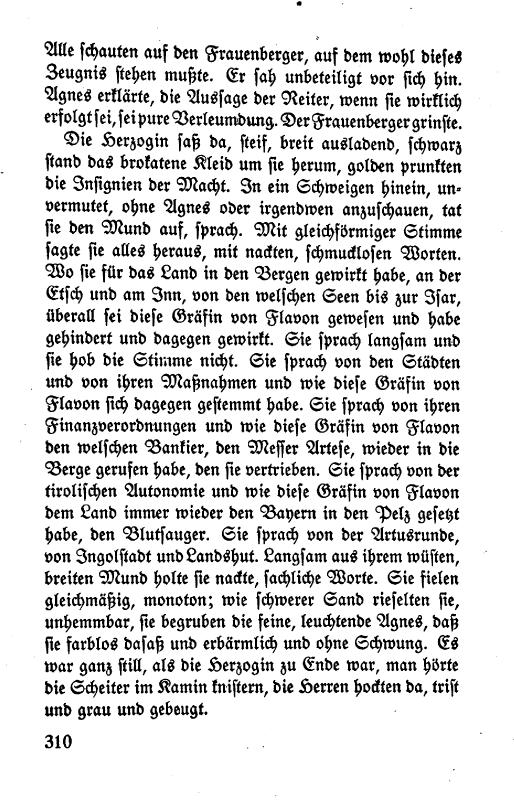 Alle schauten auf den Frauenberger, auf dem wohl dieses
Zeugnis stehen mußte. Er sah unbeteiligt vor sich hin.
Agnes erklärte, die Aussage der Reiter, wenn sie wirklich
erfolgt sei, sei pure Verleumdung. Der Frauenberger grinste.
Die Herzogin saß da, steif, breit ausladend, schwarz
stand das brokatene Kleid um sie herum, golden prunkten
die Insignien der Macht. In ein Schweigen hinein, un-
vermutet, ohne Agnes oder irgendwen anzuschauen, tat
sie den Mund auf, sprach. Mit gleichförmiger Stimme
sagte sie alles heraus, mit nackten, schmucklosen Worten.
Wo sie für das Land in den Bergen gewirkt habe, an der
Etsch und am Inn, von den welschen Seen bis zur Isar,
überall sei diese Gräfin von Flavon gewesen und habe
gehindert und dagegen gewirkt. Sie sprach langsam und
sie hob die Stimme nicht. Sie sprach von den Städten
und von ihren Maßnahmen und wie diese Gräfin von
Flavon sich dagegen gestemmt habe. Sie sprach von ihren
Finanzverordnungen und wie diese Gräfin von Flavon
den welschen Bankier, den Messer Artese, wieder in die
Berge gerufen habe, den sie vertrieben. Sie sprach von der
tirolischen Autonomie und wie diese Gräfin von Flavon
dem Land immer wieder den Bayern in den Pelz gesetzt
habe, den Blutsauger. Sie sprach von der Artusrunde,
von Ingolstadt und Landshut. Langsam aus ihrem wüsten,
breiten Mund holte sie nackte, sachliche Worte. Sie fielen
gleichmäßig, monoton; wie schwerer Sand rieselten sie,
unhemmbar, sie begruben die feine, leuchtende Agnes, daß
sie farblos dasaß und erbärmlich und ohne Schwung. Es
war ganz still, als die Herzogin zu Ende war, man hörte
die Scheiter im Kamin knistern, die Herren hockten da, trist
und grau und gebeugt.
310